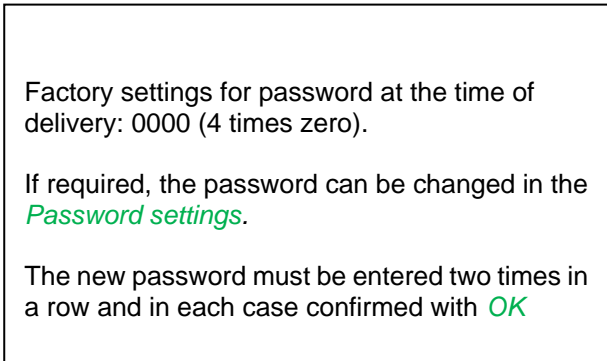 Factory settings for password at the time of
delivery: 0000 (4 times zero).
If required, the password can be changed in the
Password settings.
The new password must be entered two times in
a row and in each case confirmed with OK